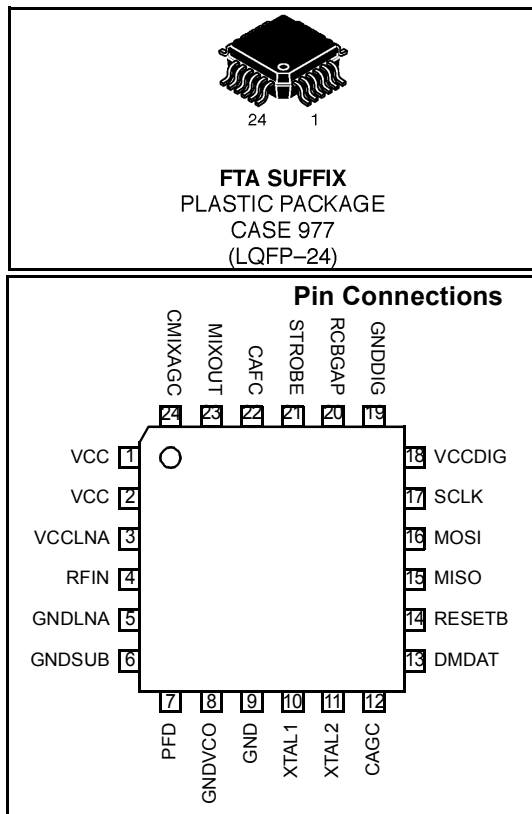 24 1
FTA SUFFIX
PLASTIC PACKAGE
CASE 977
(LQFP–24)
Pin Connections
CMIXAGC
MIXOUT
CAFC
STROBE
RCBGAP
GNDDIG
24 23 22 21 20 19
VCC 1
VCC 2
VCCLNA 3
RFIN 4
GNDLNA 5
GNDSUB 6
18 VCCDIG
17 SCLK
16 MOSI
15 MISO
14 RESETB
13 DMDAT
7 8 9 10 11 12
PFD
GNDVCO
GND
XTAL1
XTAL2
CAGC